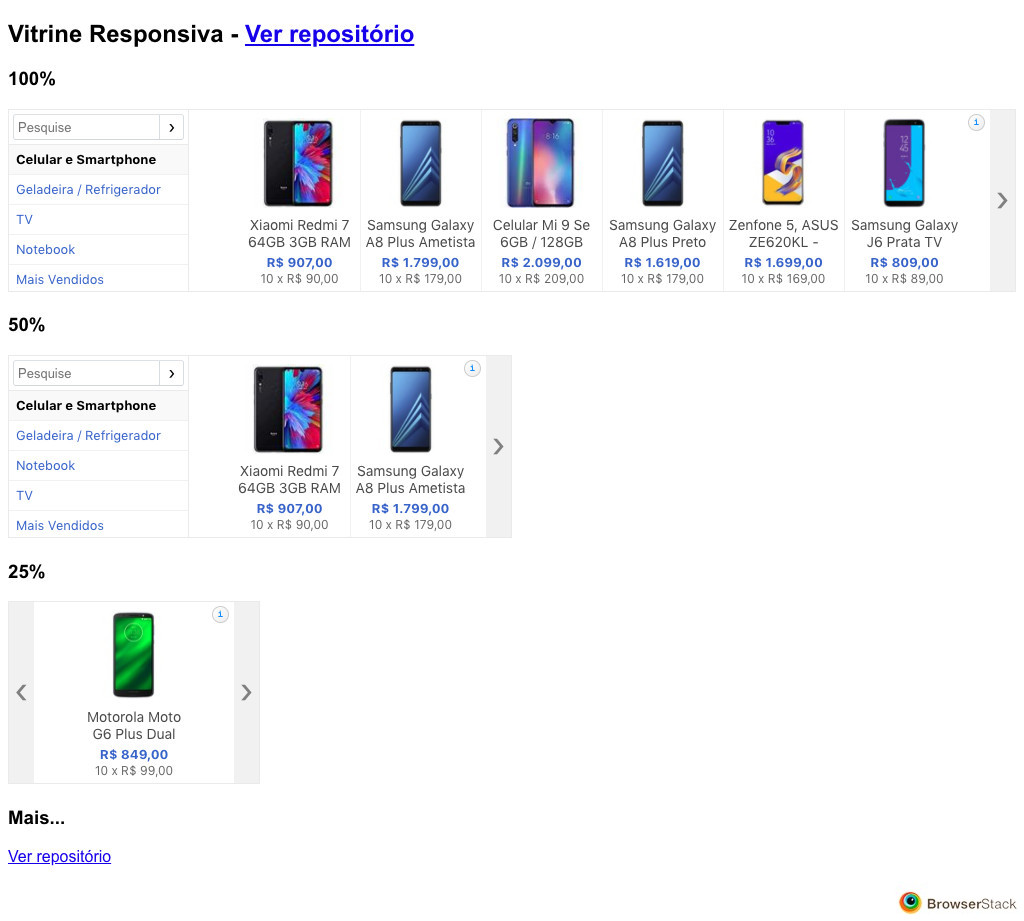 Vitrine Responsiva - Ver repositório
100%
Pesquise
Celular e Smartphone
Geladeira / Refrigerador
TV
Notebook
Mais Vendidos
Xiaomi Redmi 7
64GB 3GB RAM
R$ 907,00
10 x R$ 90,00
Samsung Galaxy
A8 Plus Ametista
R$ 1.799,00
10 x R$ 179,00
Celular Mi 9 Se
6GB / 128GB
R$ 2.099,00
10 x R$ 209,00
Samsung Galaxy
A8 Plus Preto
R$ 1.619,00
10 x R$ 179,00
Zenfone 5, ASUS
ZE620KL -
R$ 1.699,00
10 x R$ 169,00
Samsung Galaxy
J6 Prata TV
R$ 809,00
10 x R$ 89,00
i
50%
Pesquise
Celular e Smartphone
Geladeira / Refrigerador
Notebook
TV
Mais Vendidos
Xiaomi Redmi 7
64GB 3GB RAM
R$ 907,00
10 x R$ 90,00
Samsung Galaxy
A8 Plus Ametista
R$ 1.799,00
10 x R$ 179,00
i
25%
i
Motorola Moto
G6 Plus Dual
R$ 849,00
10 x R$ 99,00
Mais...
Ver repositório
BrowserStack